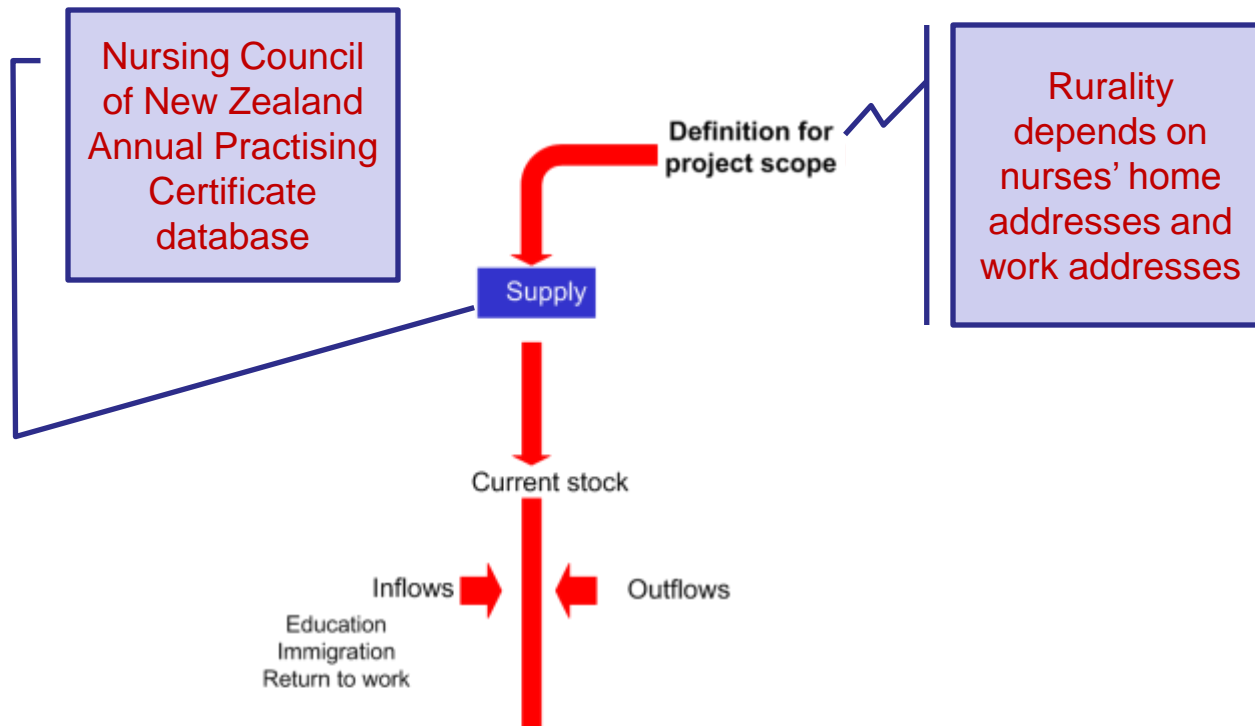 Nursing Council
of New Zealand
Annual Practising
Certificate
database
Definition for
project scope
Rurality
depends on
nurses’ home
addresses and
work addresses
Supply
Current stock
Inflows
Outflows
Education
Immigration
Return to work